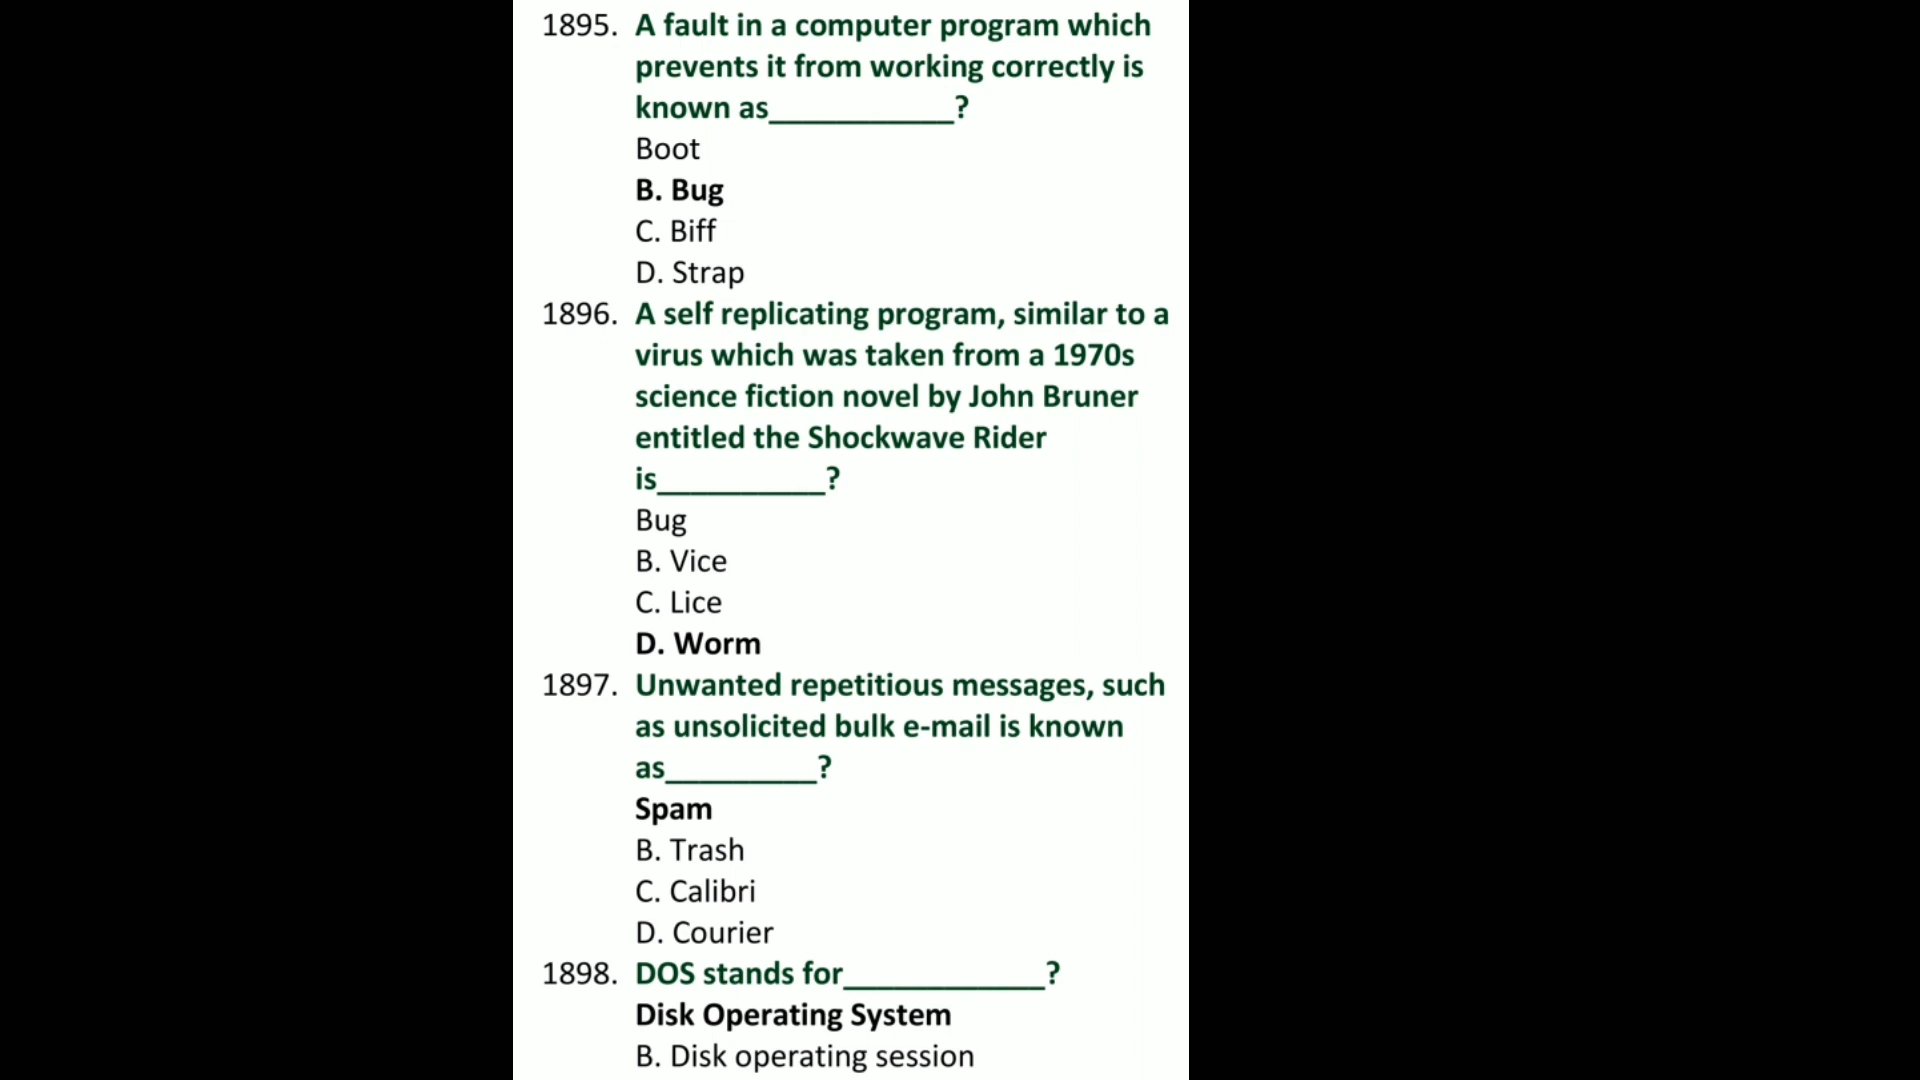 1895. A fault in a computer program which
prevents it from working correctly is
known as___________?
Boot
B. Bug
C. Biff
D. Strap
1896. A self replicating program, similar to a
virus which was taken from a 1970s
science fiction novel by John Bruner
entitled the Shockwave Rider
is__________?
Bug
B. Vice
C. Lice
D. Worm
1897. Unwanted repetitious messages, such
as unsolicited bulk e-mail is known
as_________?
Spam
B. Trash
C. Calibri
D. Courier
1898. DOS stands for____________?
Disk Operating System
B. Disk operating session